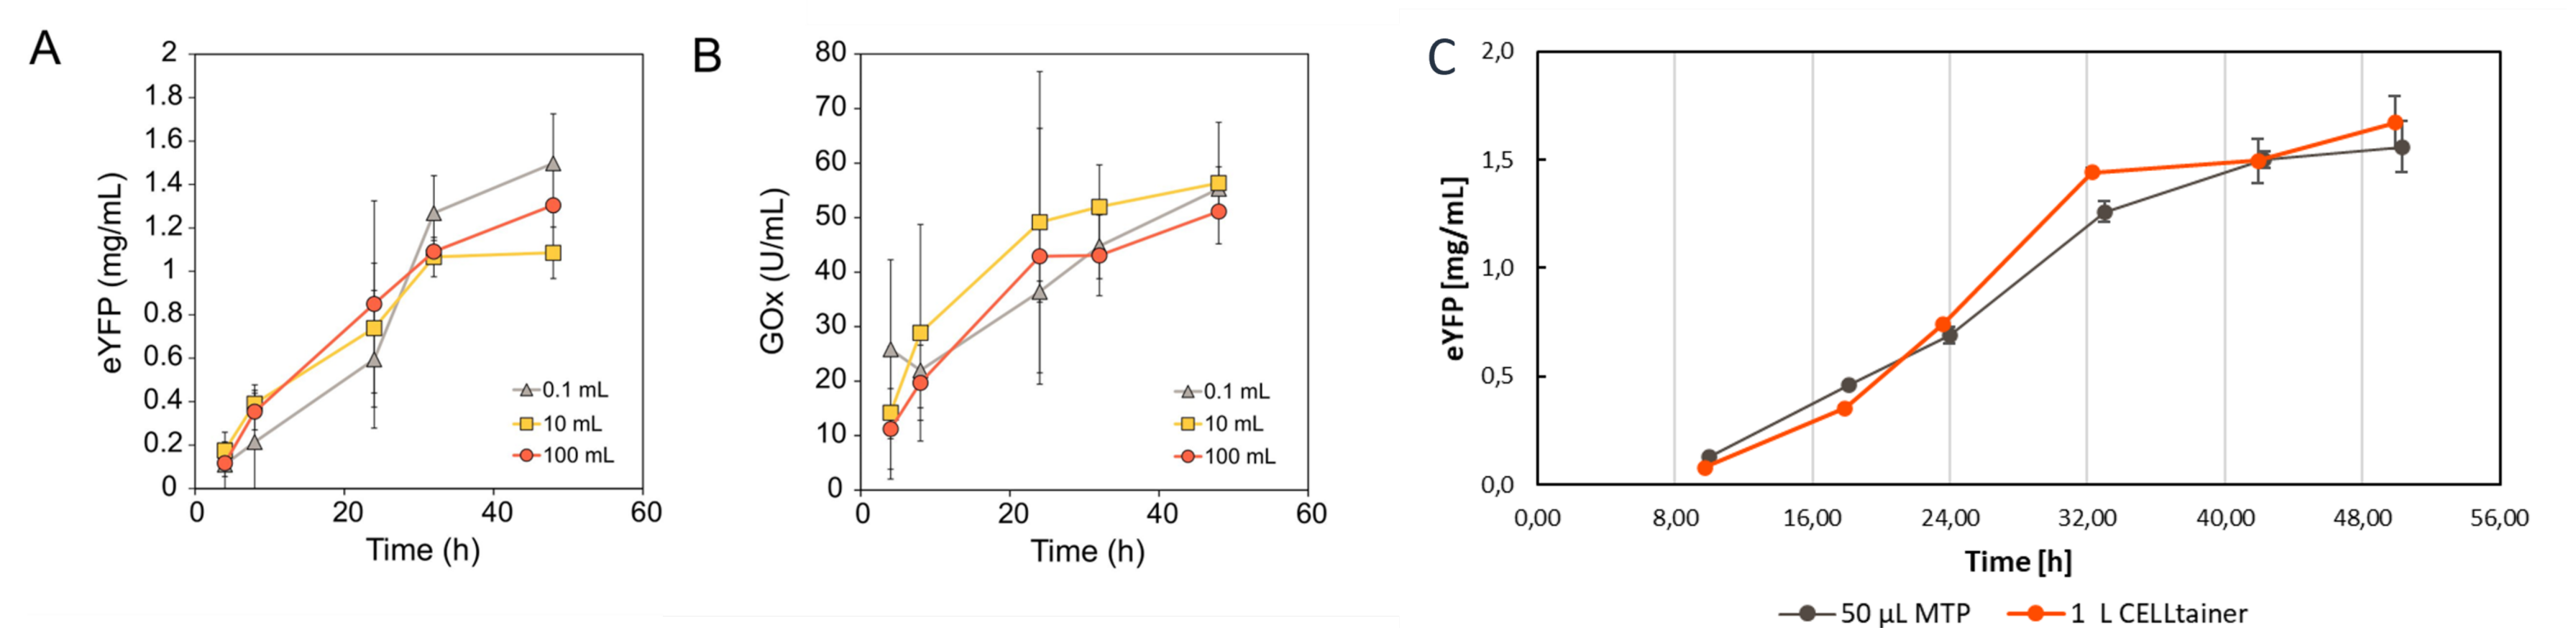 A
eYFP (mg/mL)
2
1.8
1.6
1.4
1.2
1
0.8
0.6
0.4
0.2
0
0 20 40 60
Time (h)
0.1 mL
10 mL
100 mL
B
GOx (U/mL)
80
70
60
50
40
30
20
10
0
0 20 40 60
Time (h)
0.1 mL
10 mL
100 mL
C
eYFP [mg/mL]
2,0
1,5
1,0
0,5
0,0
0,00 8,00 16,00 24,00 32,00 40,00 48,00 56,00
Time [h]
50 µL MTP 1 L CELLtainer